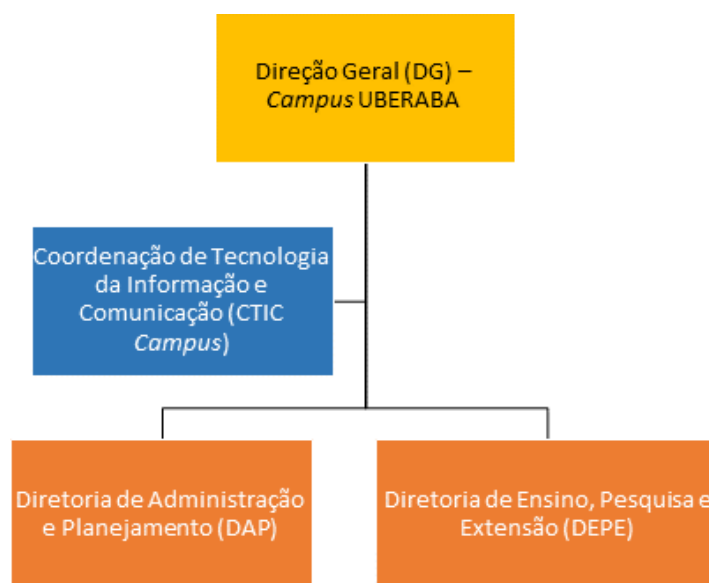 Direção Geral (DG) –
Campus UBERABA
Coordenação de Tecnologia
da Informação e
Comunicação (CTIC
Campus)
Diretoria de Administração
e Planejamento (DAP)
Diretoria de Ensino, Pesquisa e
Extensão (DEPE)